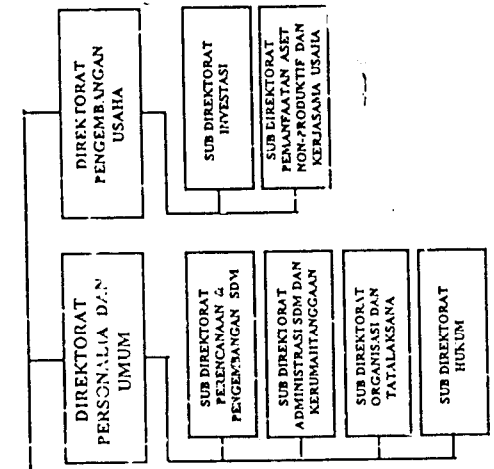 DIREKTORAT
PENGEMBANGAN
USAHA
SUB DIREKTORAT
INVESTASI
SUB DIREKTORAT
PEMANFAATAN ASET
NON-PRODUKTIF DAN
KERJASAMA USAHA
DIREKTORAT
PERSONALIA DAN
UMUM
SUB DIREKTORAT
PERENCANAAN &
PENGEMBANGAN SDM
SUB DIREKTORAT
ADMINISTRASI SDM DAN
KERUMAHTANGGAAN
SUB DIREKTORAT
ORGANISASI DAN
TATALAKSANA
SUB DIREKTORAT
HUKUM